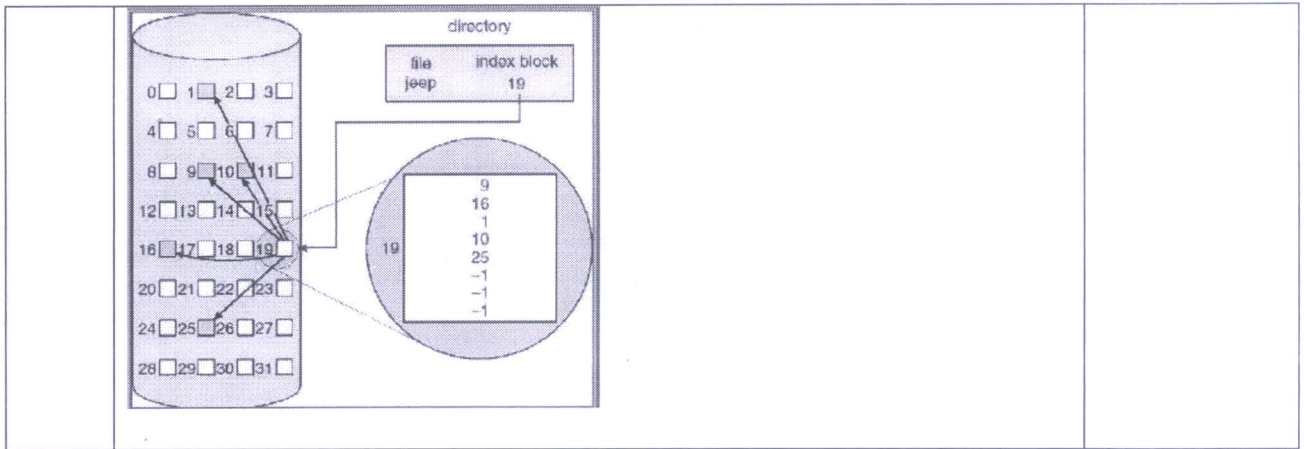 directory
file index block
jeep 19
0 1 2 3
4 5 6 7
8 9 10 11
12 13 14 15
16 17 18 19
20 21 22 23
24 25 26 27
28 29 30 31
19
9
16
1
10
25
-1
-1
-1